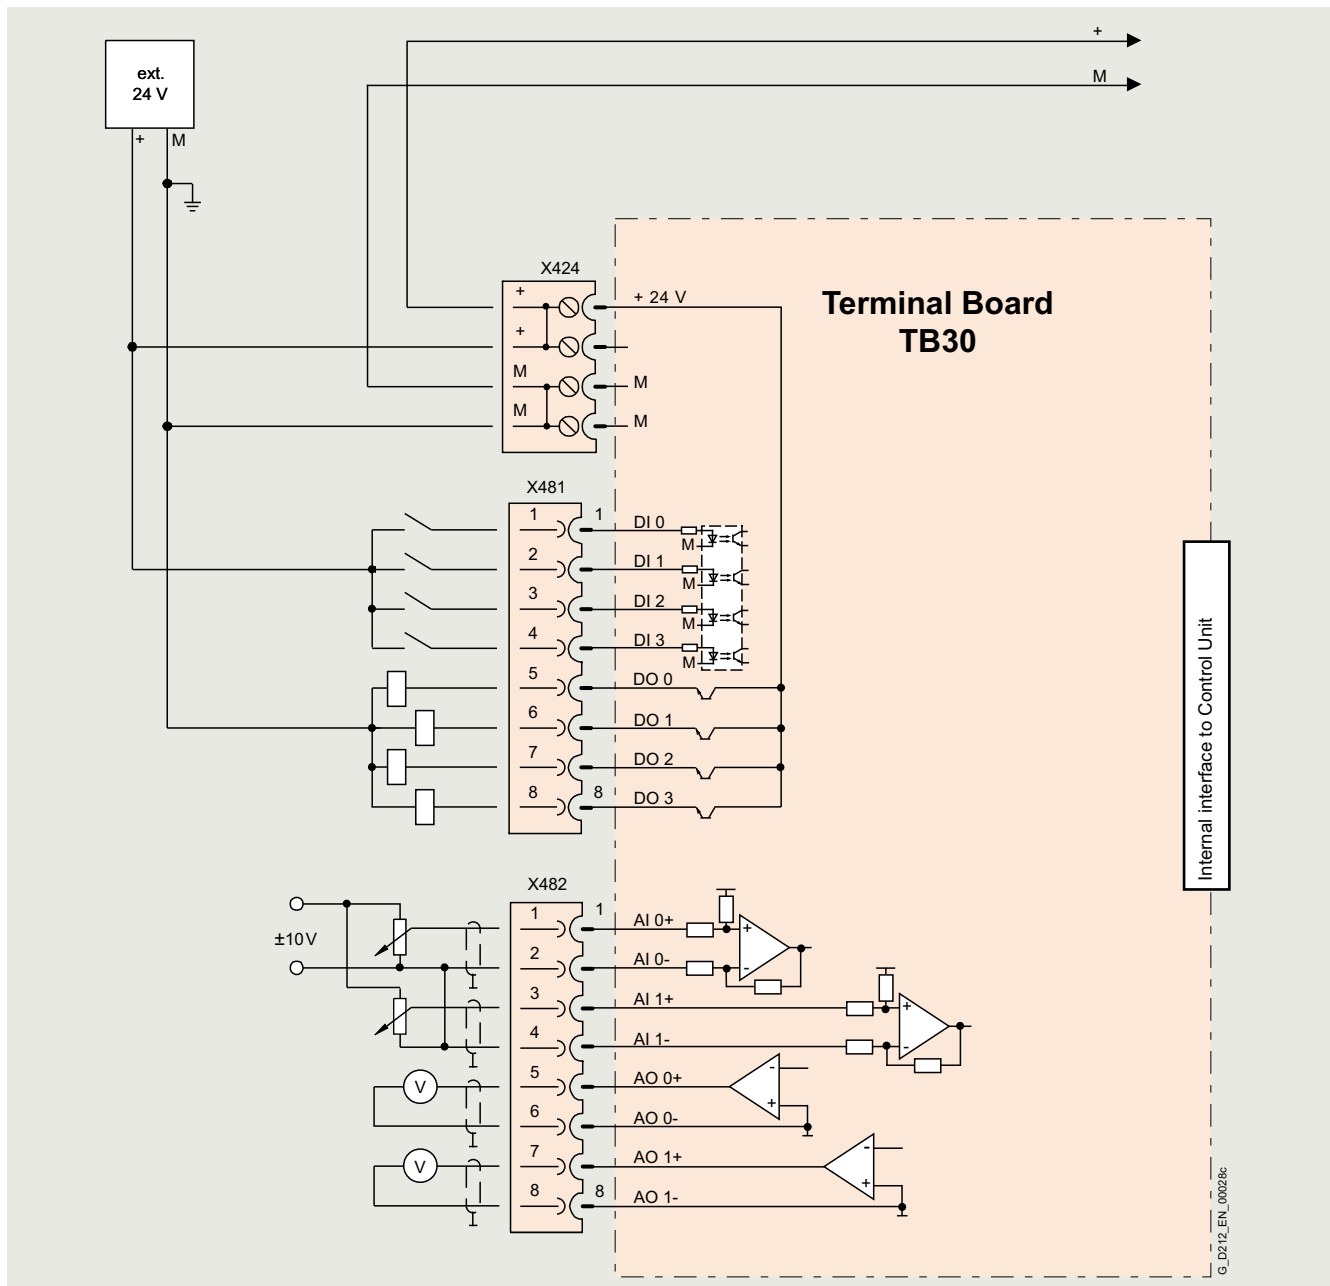 +
M
ext.
24 V
+ M
X424
+ + 24 V
+
M M
M M
Terminal Board
TB30
X481
1 1 DI 0
M
2 DI 1
M
3 DI 2
M
4 DI 3
M
5 DO 0
6 DO 1
7 DO 2
8 8 DO 3
Internal interface to Control Unit
X482
±10 V
1 1 AI 0+ +
2 AI 0- -
3 AI 1+ +
4 AI 1- -
V 5 AO 0+ -
6 AO 0- +
V 7 AO 1+ -
8 8 AO 1- +
G_D212_EN_00028c